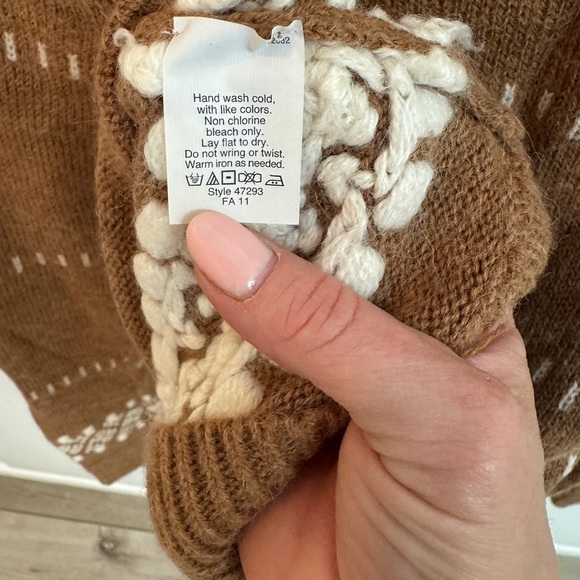 Hand wash cold,
with like colors.
Non chlorine
bleach only.
Lay flat to dry.
Do not wring or twist.
Warm iron as needed.
Style 47293
FA 11